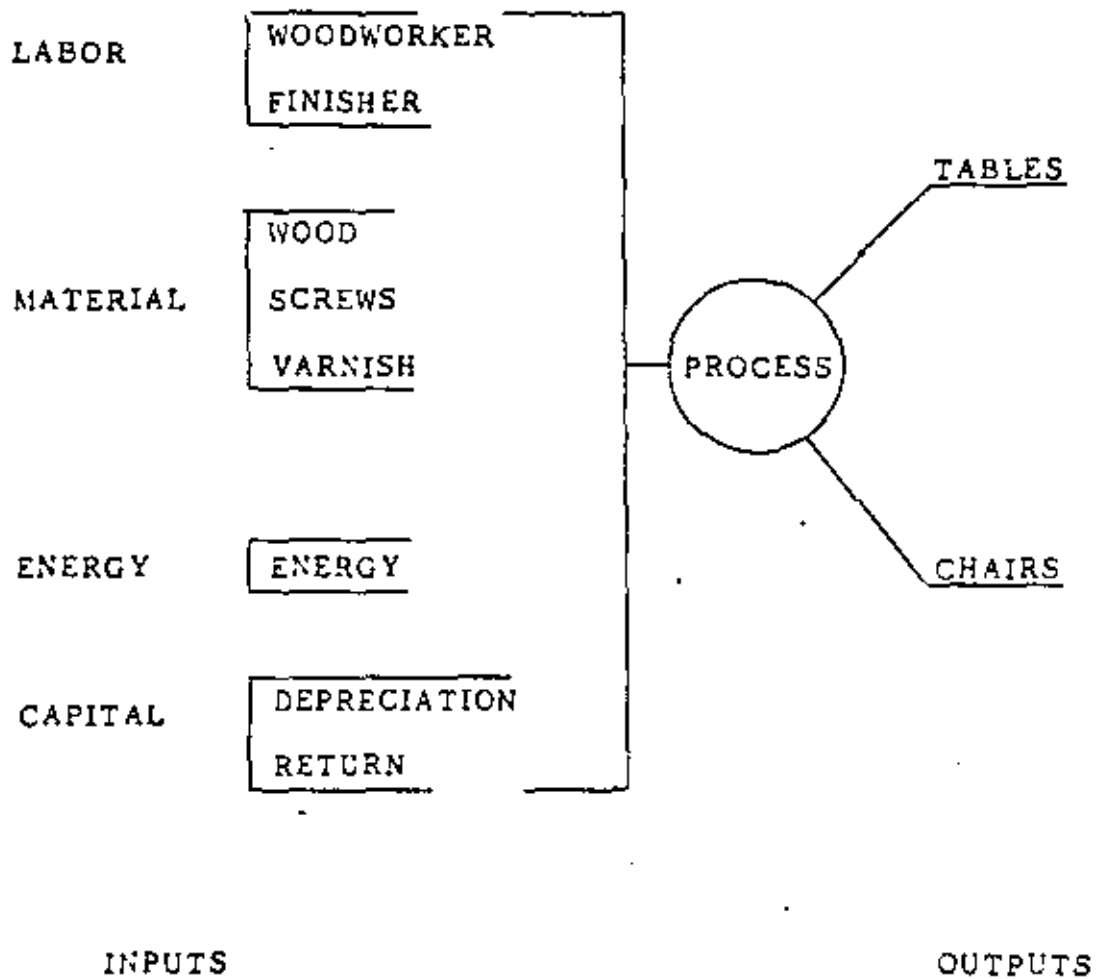 LABOR
WOODWORKER
FINISHER
MATERIAL
WOOD
SCREWS
VARNISH
ENERGY
ENERGY
CAPITAL
DEPRECIATION
RETURN
PROCESS
TABLES
CHAIRS
INPUTS
OUTPUTS